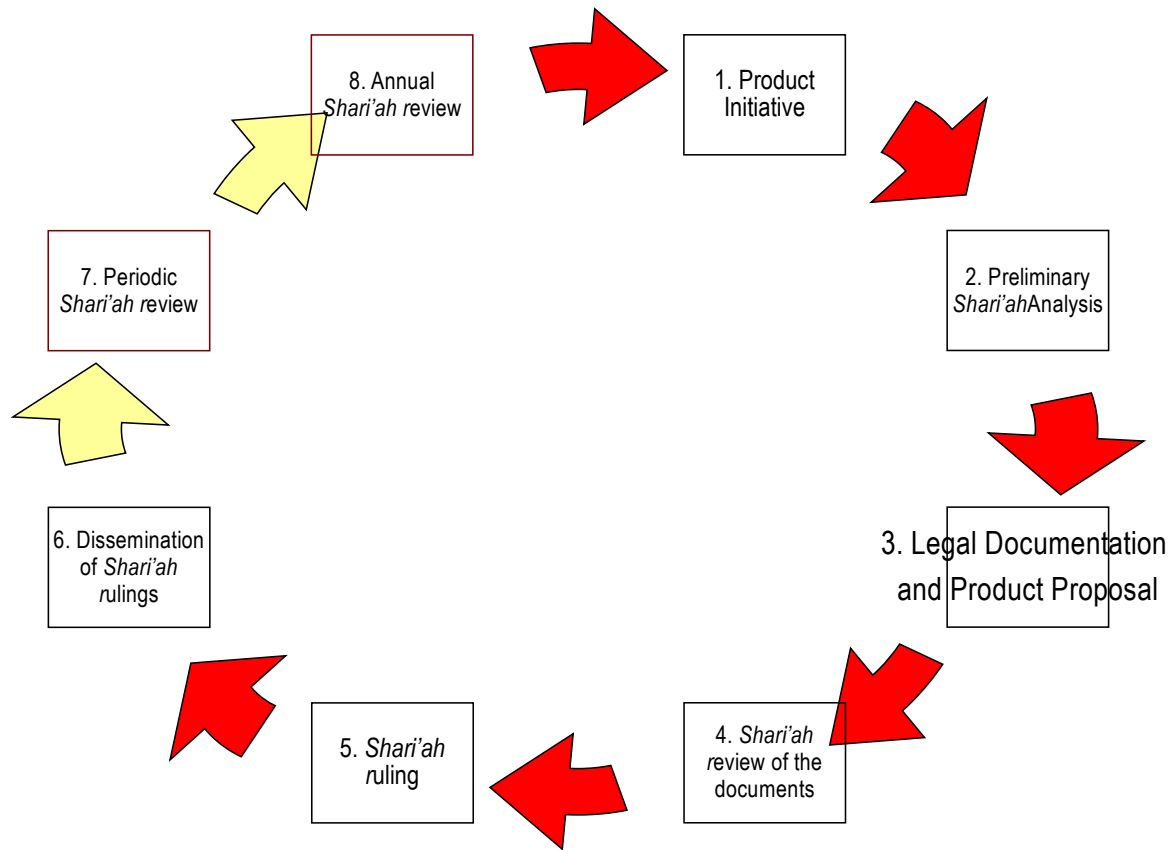 1. Product
Initiative
2. Preliminary
Shari'ahAnalysis
3. Legal Documentation
and Product Proposal
4. Shari'ah
review of the
documents
5. Shari'ah
ruling
6. Dissemination
of Shari'ah
rulings
7. Periodic
Shari'ah review
8. Annual
Shari'ah review